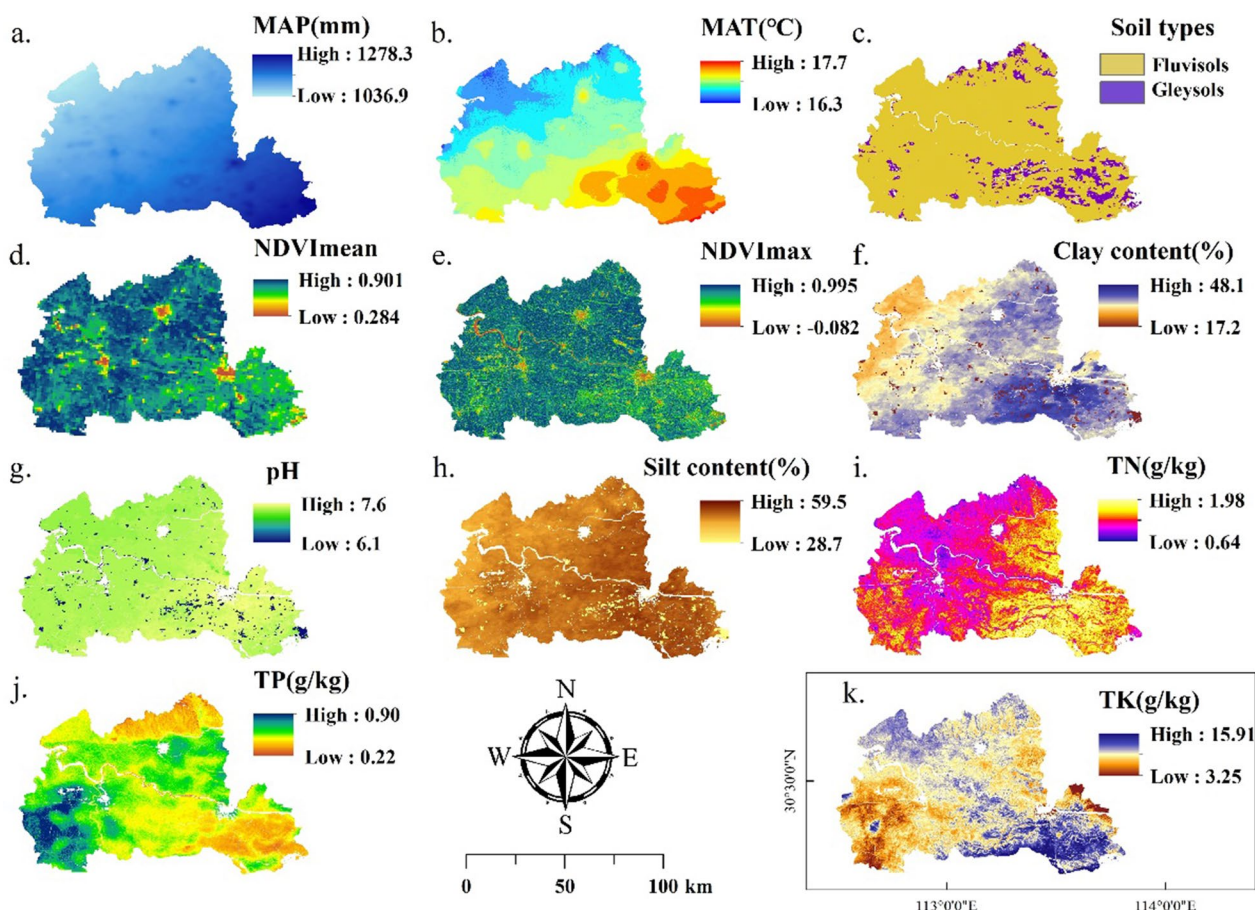 a.
MAP(mm)
High : 1278.3
Low : 1036.9
b.
MAT(℃)
High : 17.7
Low : 16.3
c.
Soil types
Fluvisols
Gleysols
d.
NDVImean
High : 0.901
Low : 0.284
e.
NDVImax
High : 0.995
Low : -0.082
f.
Clay content(%)
High : 48.1
Low : 17.2
g.
pH
High : 7.6
Low : 6.1
h.
Silt content(%)
High : 59.5
Low : 28.7
i.
TN(g/kg)
High : 1.98
Low : 0.64
j.
TP(g/kg)
High : 0.90
Low : 0.22
N
W
E
S
0 50 100 km
k.
TK(g/kg)
High : 15.91
Low : 3.25
30°30'0"N
113°0'0"E
114°0'0"E